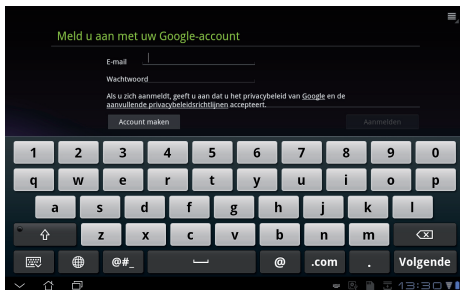 Meld u aan met uw Google-account
E-mail
Wachtwoord
Als u zich aanmeldt, geeft u aan dat u het privacybeleid van Google en de
aanvullende privacybeleidsrichtlijnen accepteert.
Account maken Aanmelden
1 2 3 4 5 6 7 8 9 0
q w e r t y u i o p
a s d f g h j k l
z x c v b n m
@#_ @ .com . Volgende
13:30